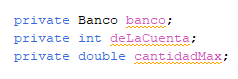 private Banco banco;
private int deLaCuenta;
private double cantidadMax;